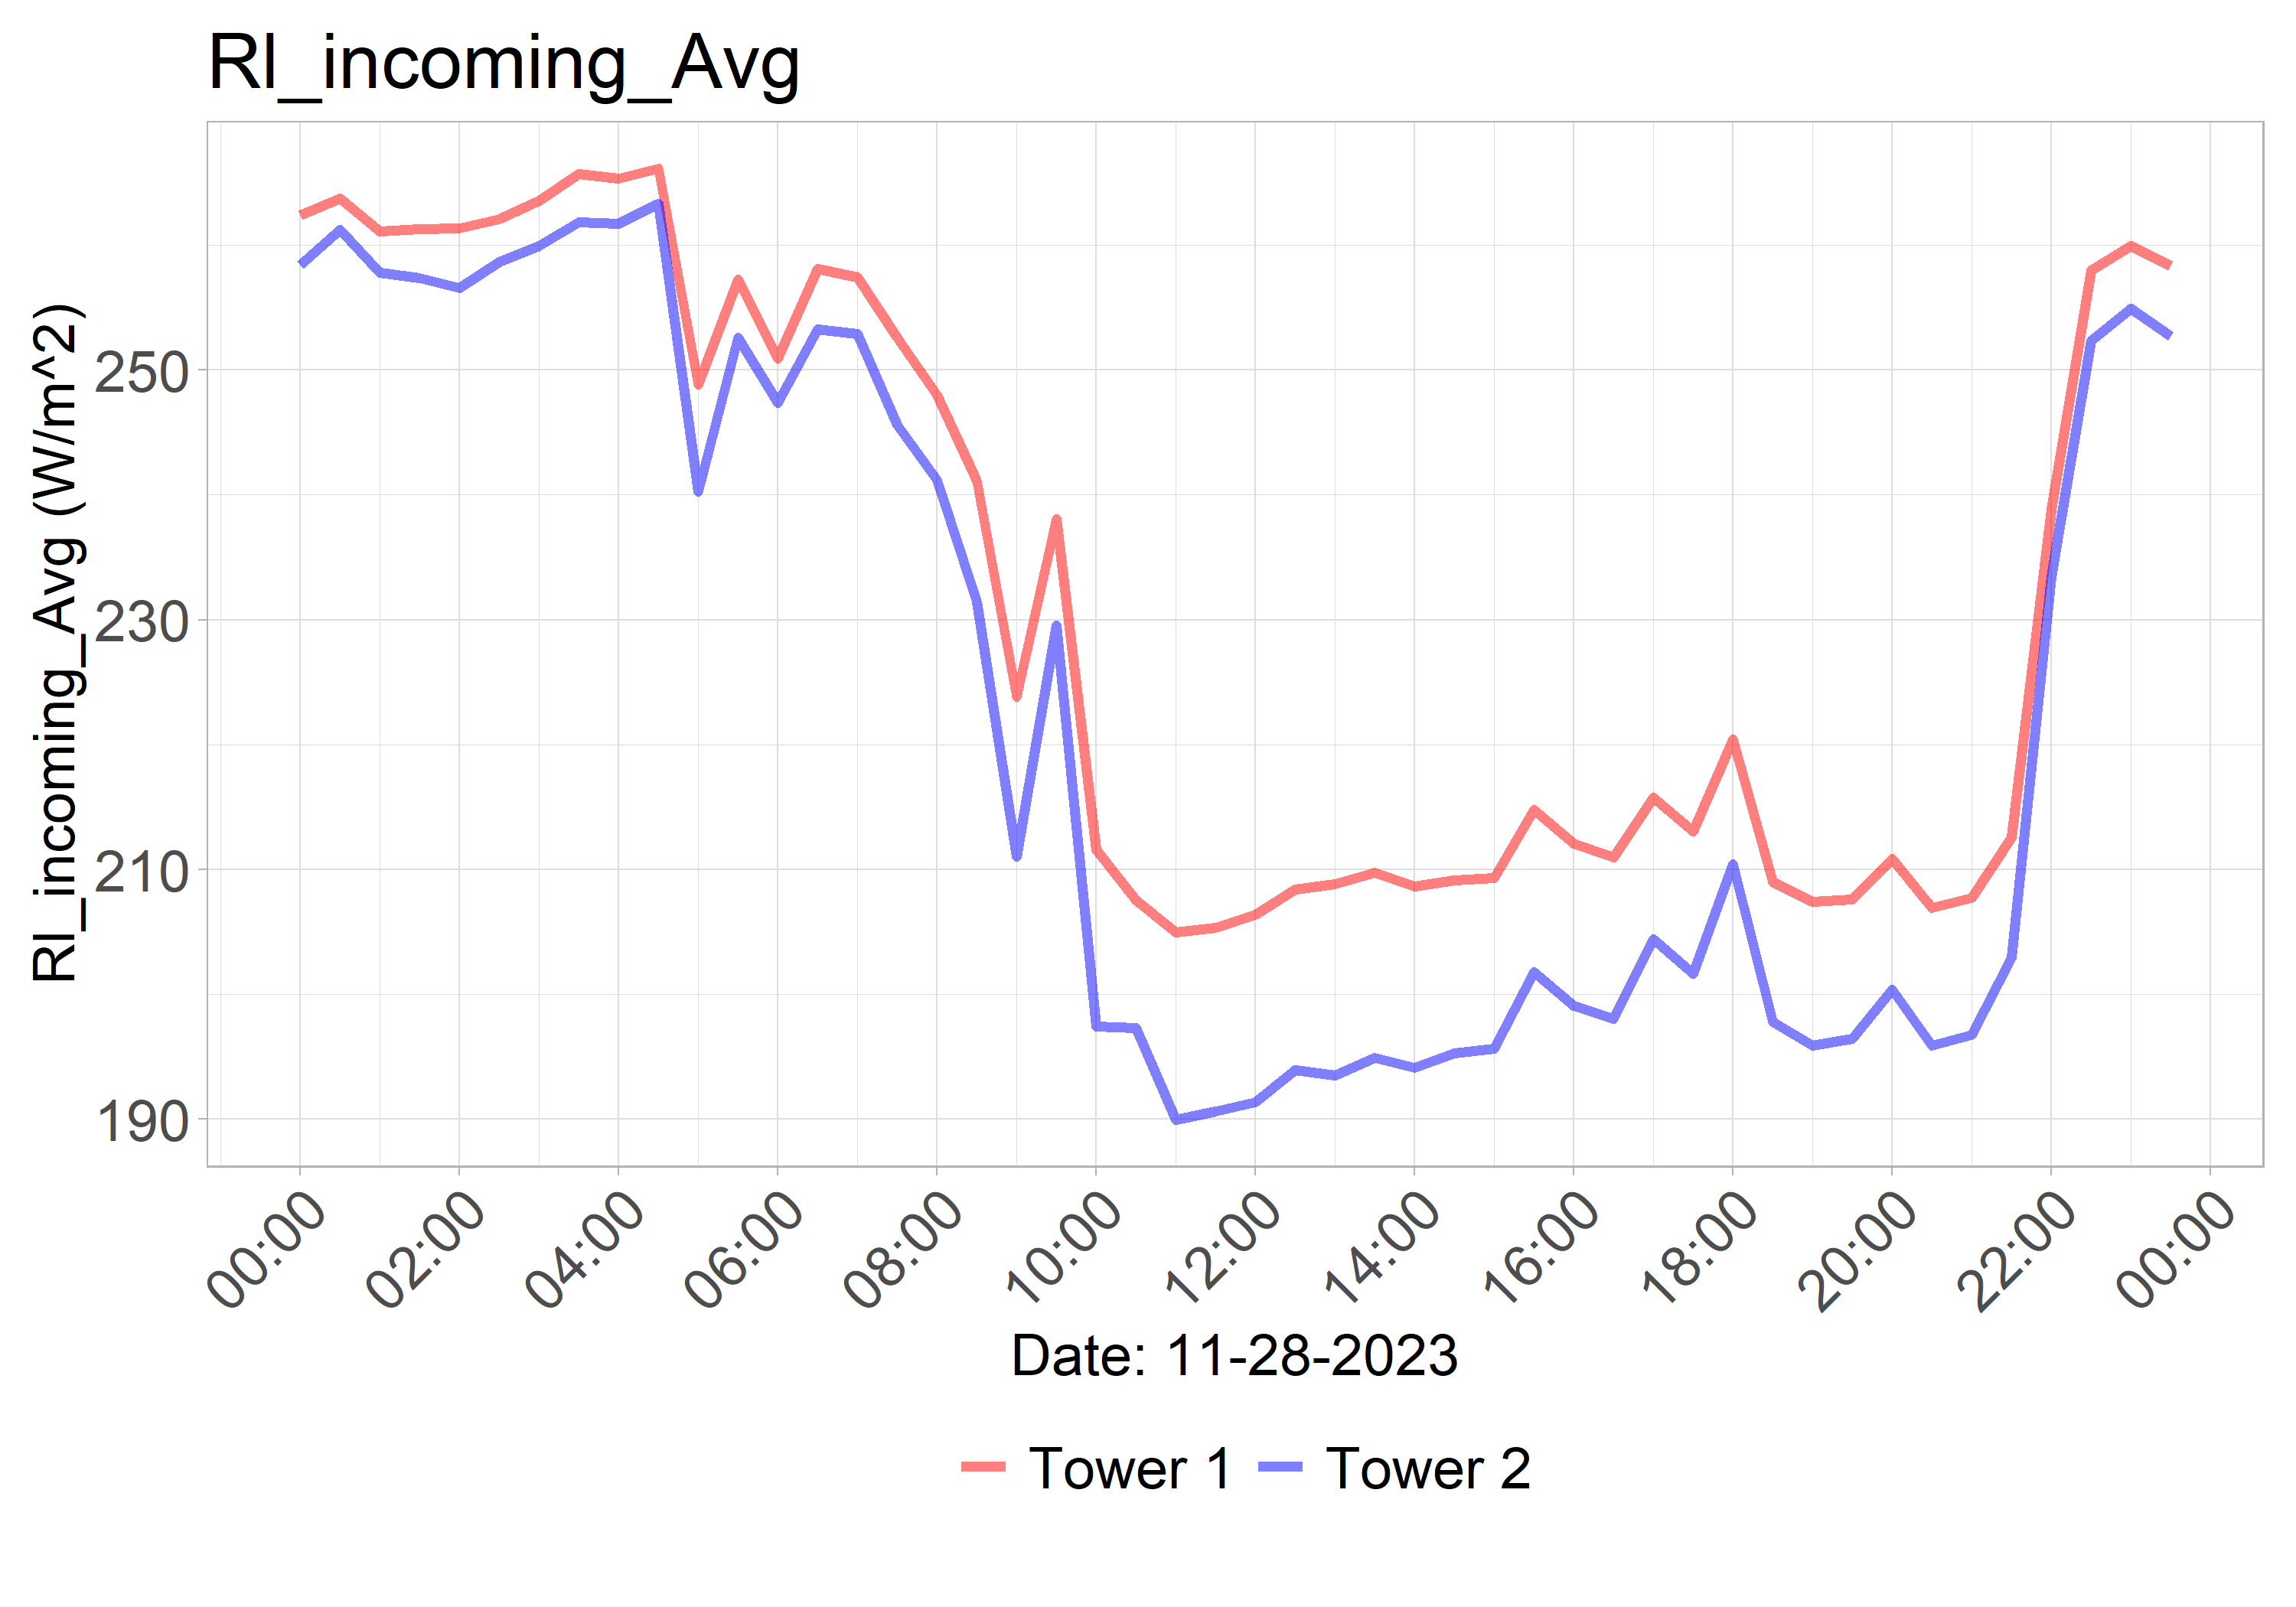 Rl_incoming_Avg
Rl_incoming_Avg (W/m^2)
250
230
210
190
00:00 02:00 04:00 06:00 08:00 10:00 12:00 14:00 16:00 18:00 20:00 22:00 00:00
Date: 11-28-2023
Tower 1 Tower 2